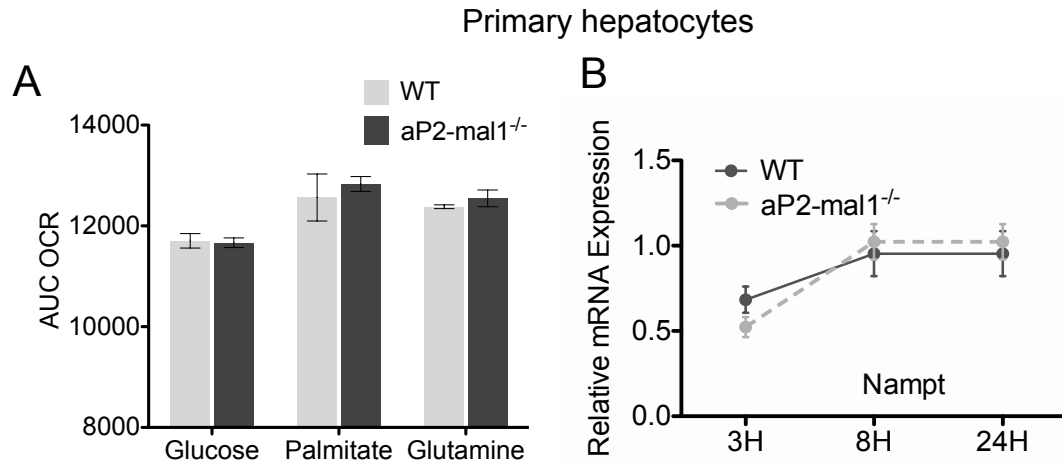 Primary hepatocytes
A
WT
aP2-mal1-/-
AUC OCR
14000
12000
10000
8000
Glucose Palmitate Glutamine
B
WT
aP2-mal1-/-
Relative mRNA Expression
1.5
1.0
0.5
0.0
Nampt
3H 8H 24H